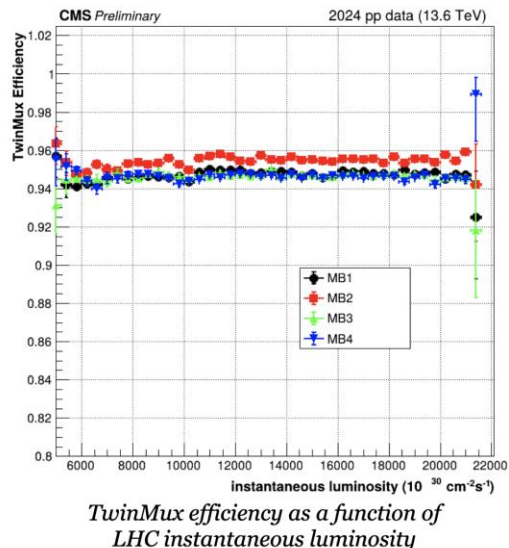 CMS Preliminary 2024 pp data (13.6 TeV)
TwinMux Efficiency
1.02
1
0.98
0.96
0.94
0.92
0.9
0.88
0.86
0.84
0.82
0.8
MB1
MB2
MB3
MB4
6000 8000 10000 12000 14000 16000 18000 20000 22000
instantaneous luminosity (10 30 cm-2s-1)
TwinMux efficiency as a function of
LHC instantaneous luminosity